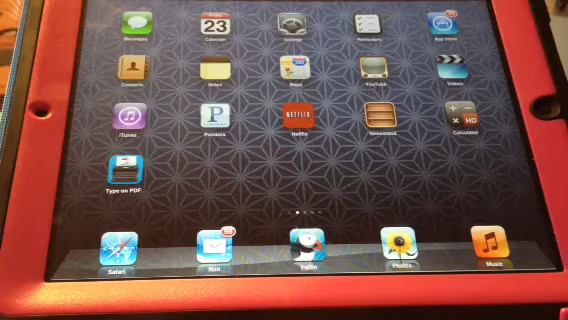 Messages Calendar Settings Reminders App Store
23
Contacts Notes Maps YouTube Videos
NETFLIX
HD
iTunes Pandora Netflix Newsstand Calculator
Type on PDF
Safari Mail Puffin Photos Music